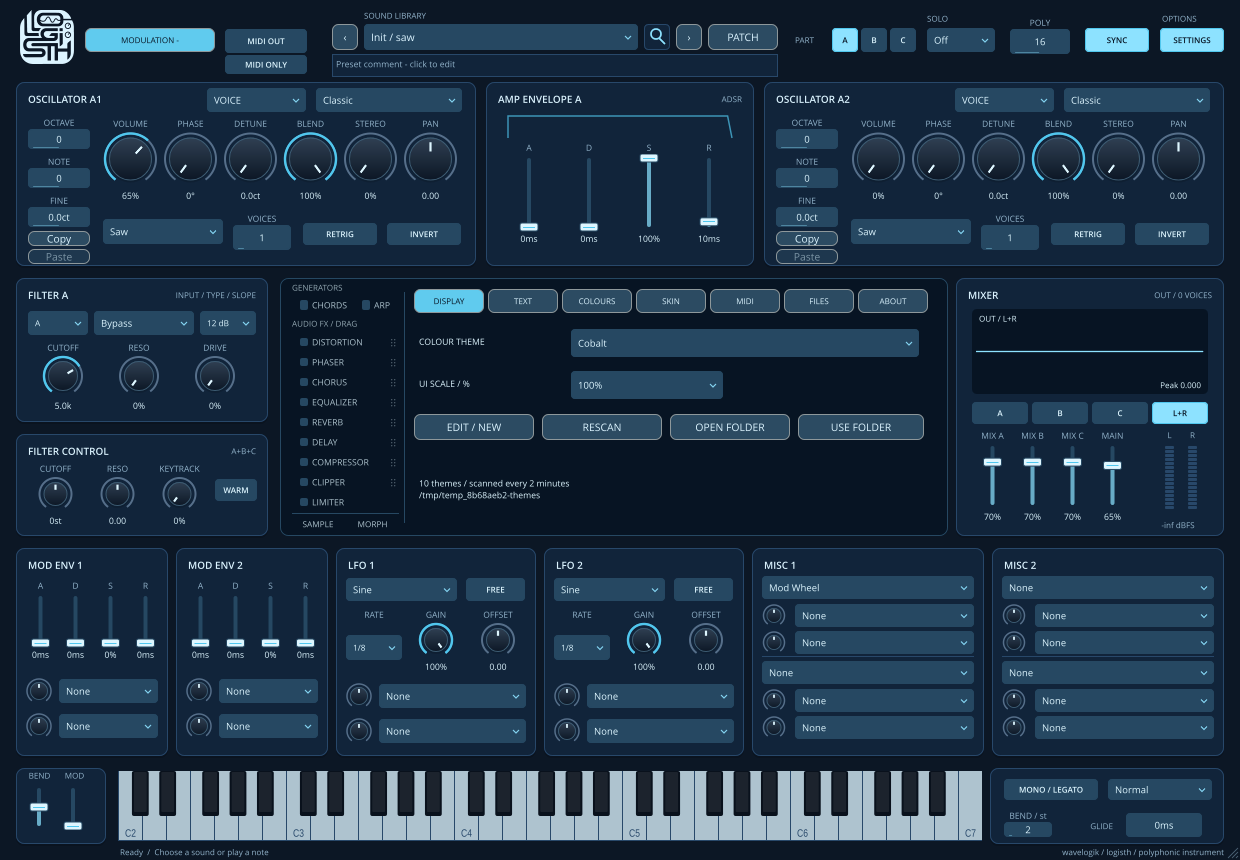 LOGISTH
MODULATION -
MIDI OUT
MIDI ONLY
SOUND LIBRARY
‹
Init / saw
›
PATCH
Preset comment - click to edit
PART
A
B
C
SOLO
Off
POLY
16
SYNC
OPTIONS
SETTINGS
OSCILLATOR A1
VOICE
Classic
OCTAVE
0
NOTE
0
FINE
0.0ct
Copy
Paste
VOLUME PHASE DETUNE BLEND STEREO PAN
65% 0° 0.0ct 100% 0% 0.00
Saw
VOICES
1
RETRIG
INVERT
AMP ENVELOPE A
ADSR
A D S R
0ms 0ms 100% 10ms
OSCILLATOR A2
VOICE
Classic
OCTAVE
0
NOTE
0
FINE
0.0ct
Copy
Paste
VOLUME PHASE DETUNE BLEND STEREO PAN
0% 0° 0.0ct 100% 0% 0.00
Saw
VOICES
1
RETRIG
INVERT
FILTER A
INPUT / TYPE / SLOPE
A
Bypass
12 dB
CUTOFF RESO DRIVE
5.0k 0% 0%
FILTER CONTROL
A+B+C
CUTOFF RESO KEYTRACK
WARM
0st 0.00 0%
GENERATORS
CHORDS ARP
AUDIO FX / DRAG
DISTORTION
PHASER
CHORUS
EQUALIZER
REVERB
DELAY
COMPRESSOR
CLIPPER
LIMITER
SAMPLE MORPH
DISPLAY TEXT COLOURS SKIN MIDI FILES ABOUT
COLOUR THEME
Cobalt
UI SCALE / %
100%
EDIT / NEW RESCAN OPEN FOLDER USE FOLDER
10 themes / scanned every 2 minutes
/tmp/temp_8b68aeb2-themes
MIXER
OUT / 0 VOICES
OUT / L+R
Peak 0.000
A B C L+R
MIX A MIX B MIX C MAIN L R
70% 70% 70% 65%
-inf dBFS
MOD ENV 1
A D S R
0ms 0ms 0% 0ms
None
None
MOD ENV 2
A D S R
0ms 0ms 0% 0ms
None
None
LFO 1
Sine
FREE
RATE GAIN OFFSET
1/8
100% 0.00
None
None
LFO 2
Sine
FREE
RATE GAIN OFFSET
1/8
100% 0.00
None
None
MISC 1
Mod Wheel
None
None
None
None
None
MISC 2
None
None
None
None
None
None
BEND MOD
C2 C3 C4 C5 C6 C7
MONO / LEGATO
Normal
BEND / st
2
GLIDE
0ms
Ready / Choose a sound or play a note
wavelogik / logisth / polyphonic instrument